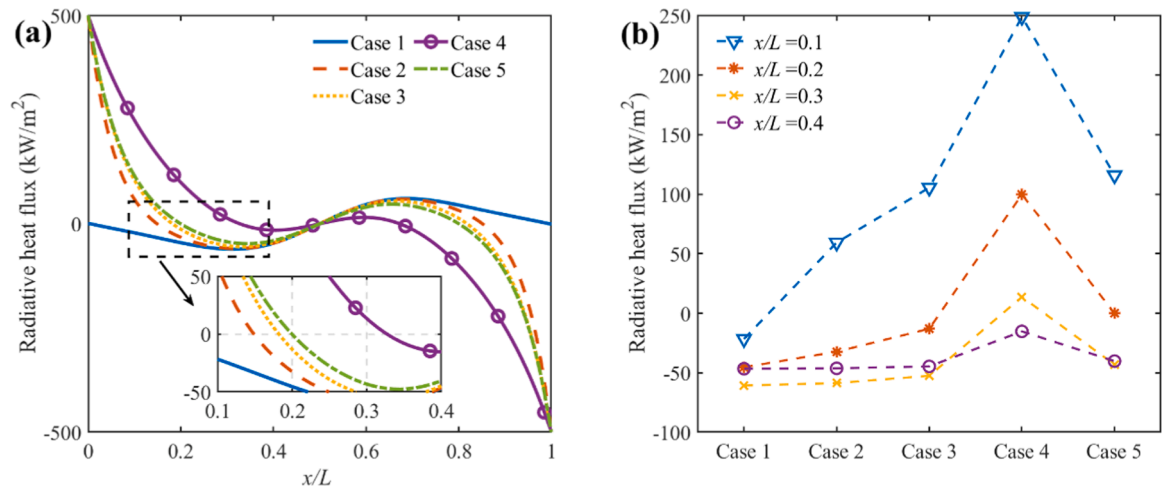 (a)
Radiative heat flux (kW/m²)
500
0
-500
Case 1
Case 4
Case 2
Case 5
Case 3
50
0
-50
0.1 0.2 0.3 0.4
0 0.2 0.4 0.6 0.8 1
x/L
(b)
Radiative heat flux (kW/m²)
250
200
150
100
50
0
-50
-100
x/L =0.1
x/L =0.2
x/L =0.3
x/L =0.4
Case 1 Case 2 Case 3 Case 4 Case 5